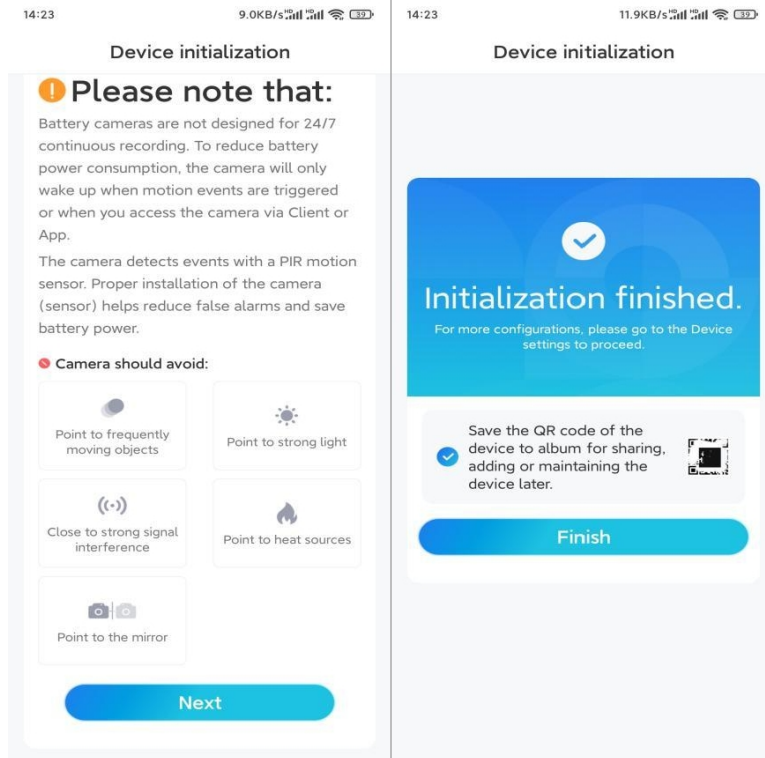 14:23
9.0KB/s
HD
HD
39
Device initialization
Please note that:
Battery cameras are not designed for 24/7
continuous recording. To reduce battery
power consumption, the camera will only
wake up when motion events are triggered
or when you access the camera via Client or
App.
The camera detects events with a PIR motion
sensor. Proper installation of the camera
(sensor) helps reduce false alarms and save
battery power.
Camera should avoid:
Point to frequently
moving objects
Point to strong light
Close to strong signal
interference
Point to heat sources
Point to the mirror
Next
14:23
11.9KB/s
HD
HD
39
Device initialization
Initialization finished.
For more configurations, please go to the Device
settings to proceed.
Save the QR code of the
device to album for sharing,
adding or maintaining the
device later.
Finish